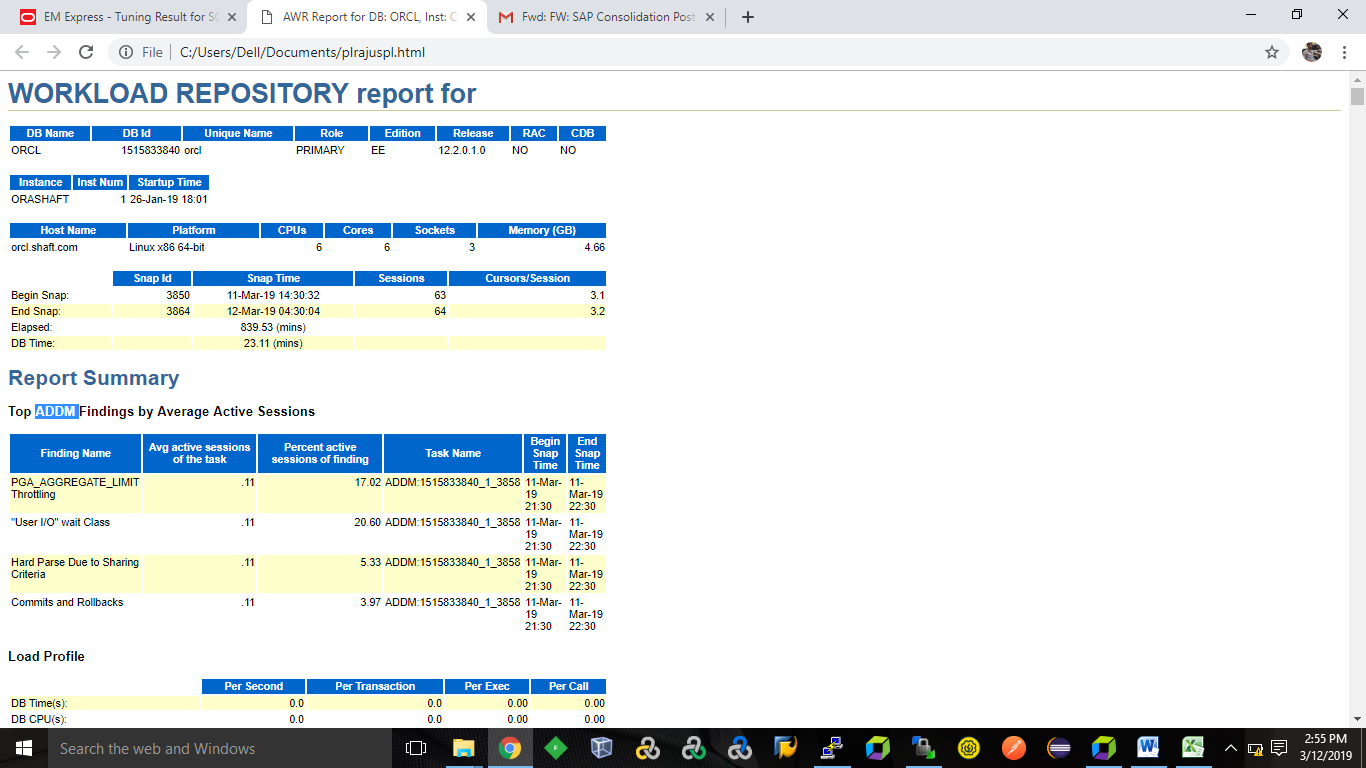 EM Express - Tuning Result for SQ
AWR Report for DB: ORCL, Inst: O
Fwd: FW: SAP Consolidation Post
File C:/Users/Dell/Documents/plrajuspl.html
WORKLOAD REPOSITORY report for
DB Name DB Id Unique Name Role Edition Release RAC CDB
ORCL 1515833840 orcl PRIMARY EE 12.2.0.1.0 NO NO
Instance Inst Num Startup Time
ORASHAFT 1 26-Jan-19 18:01
Host Name Platform CPUs Cores Sockets Memory (GB)
orcl.shaft.com Linux x86 64-bit 6 6 3 4.66
Snap Id Snap Time Sessions Cursors/Session
Begin Snap: 3850 11-Mar-19 14:30:32 63 3.1
End Snap: 3864 12-Mar-19 04:30:04 64 3.2
Elapsed: 839.53 (mins)
DB Time: 23.11 (mins)
Report Summary
Top ADDM Findings by Average Active Sessions
Finding Name
Avg active sessions
of the task
Percent active
sessions of finding
Task Name
Begin
Snap
Time
End
Snap
Time
PGA_AGGREGATE_LIMIT
Throttling
.11
17.02
ADDM:1515833840_1_3858
11-Mar-
19
21:30
11-
Mar-19
22:30
"User I/O" wait Class
.11
20.60
ADDM:1515833840_1_3858
11-Mar-
19
21:30
11-
Mar-19
22:30
Hard Parse Due to Sharing
Criteria
.11
5.33
ADDM:1515833840_1_3858
11-Mar-
19
21:30
11-
Mar-19
22:30
Commits and Rollbacks
.11
3.97
ADDM:1515833840_1_3858
11-Mar-
19
21:30
11-
Mar-19
22:30
Load Profile
Per Second Per Transaction Per Exec Per Call
DB Time(s): 0.0 0.0 0.00 0.00
DB CPU(s): 0.0 0.0 0.00 0.00
Search the web and Windows
2:55 PM
3/12/2019